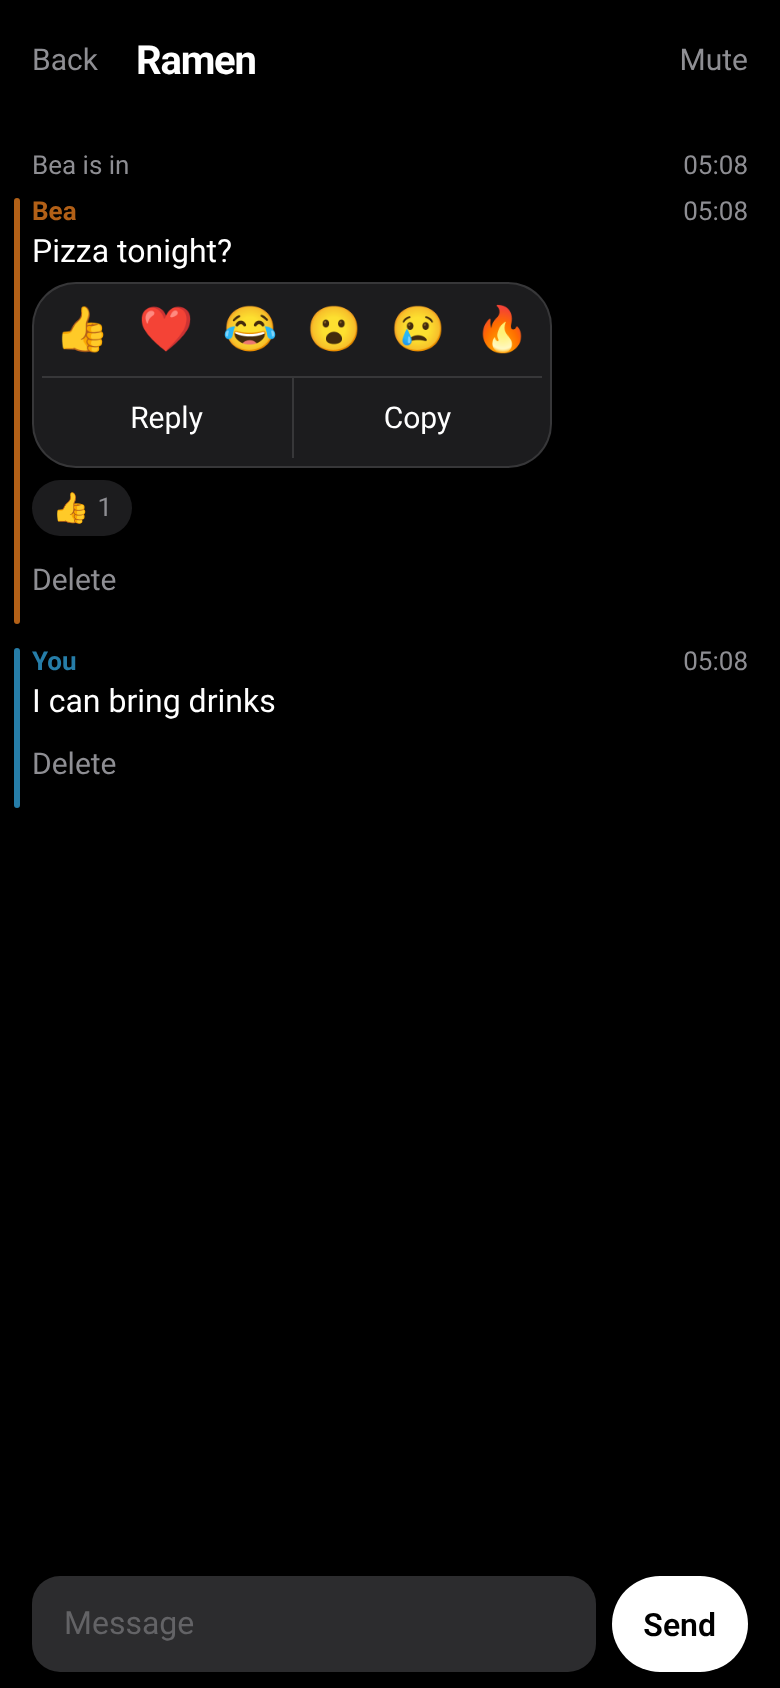 Back Ramen Mute
Bea is in 05:08
Bea 05:08
Pizza tonight?
👍 ❤️ 😂 😮 😢 🔥
Reply Copy
👍 1
Delete
You 05:08
I can bring drinks
Delete
Message Send